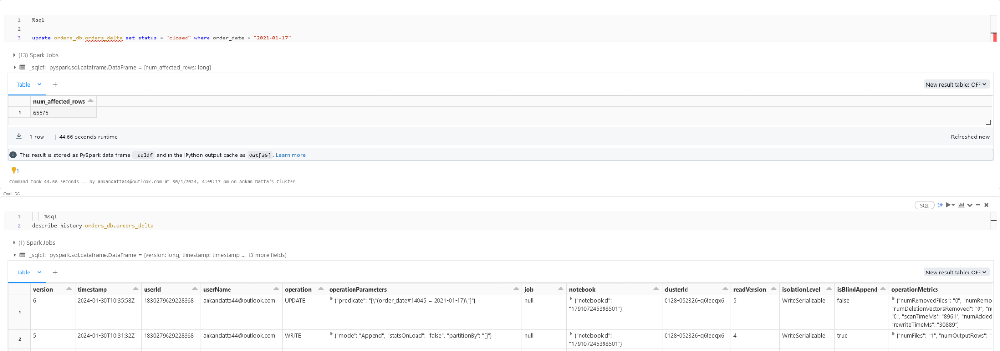 1 %sql
2
3 update orders_db.orders_delta set status = "closed" where order_date = "2021-01-17"
(13) Spark Jobs
_sqldf: pyspark.sql.dataframe.DataFrame = [num_affected_rows: long]
Table + New result table: OFF
num_affected_rows
1 65575
1 row | 44.66 seconds runtime Refreshed now
This result is stored as PySpark data frame _sqldf and in the IPython output cache as Out[35]. Learn more
1
Command took 44.66 seconds -- by ankandatta44@outlook.com at 30/1/2024, 4:05:17 pm on Ankan Datta's Cluster
Cmd 56
SQL
1 %sql
2 describe history orders_db.orders_delta
(1) Spark Jobs
_sqldf: pyspark.sql.dataframe.DataFrame = [version: long, timestamp: timestamp ... 13 more fields]
Table + New result table: OFF
version timestamp userId userName operation operationParameters job notebook clusterId readVersion isolationLevel isBlindAppend operationMetrics
6 2024-01-30T10:35:58Z 1830279629228368 ankandatta44@outlook.com UPDATE {"predicate": "[\"(order_date#14045 = 2021-01-17)\"]"} null {"notebookId": 0128-052326-q6feeqx6 5 WriteSerializable false {"numRemovedFiles": "0", "numRemo
1 "179107245398501"} "numDeletionVectorsRemoved": "0", "nu
"0", "scanTimeMs": "8961", "numAdded
"rewriteTimeMs": "30889"}
2 5 2024-01-30T10:31:32Z 1830279629228368 ankandatta44@outlook.com WRITE {"mode": "Append", "statsOnLoad": "false", "partitionBy": "[]"} null {"notebookId": 0128-052326-q6feeqx6 4 WriteSerializable true {"numFiles": "1", "numOutputRows": "
"179107245398501"}